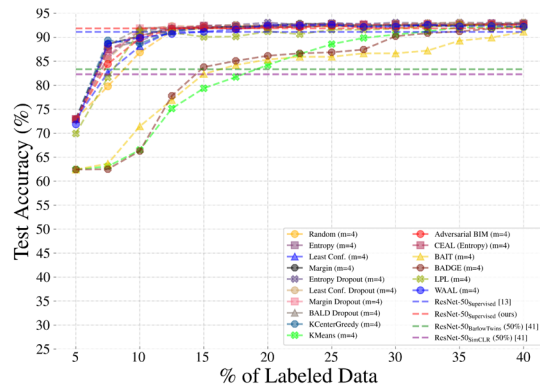 95
90
85
80
75
70
65
60
55
50
45
40
35
30
25
Test Accuracy (%)
5
10
15
20
25
30
35
40
% of Labeled Data
Random (m=4)
Entropy (m=4)
Least Conf. (m=4)
Margin (m=4)
Entropy Dropout (m=4)
Least Conf. Dropout (m=4)
Margin Dropout (m=4)
BALD Dropout (m=4)
KCenterGreedy (m=4)
KMeans (m=4)
Adversarial BIM (m=4)
CEAL (Entropy) (m=4)
BAIT (m=4)
BADGE (m=4)
LPL (m=4)
WAAL (m=4)
ResNet-50Supervised [13]
ResNet-50Supervised (ours)
ResNet-50BarlowTwins (50%) [41]
ResNet-50SimCLR (50%) [41]